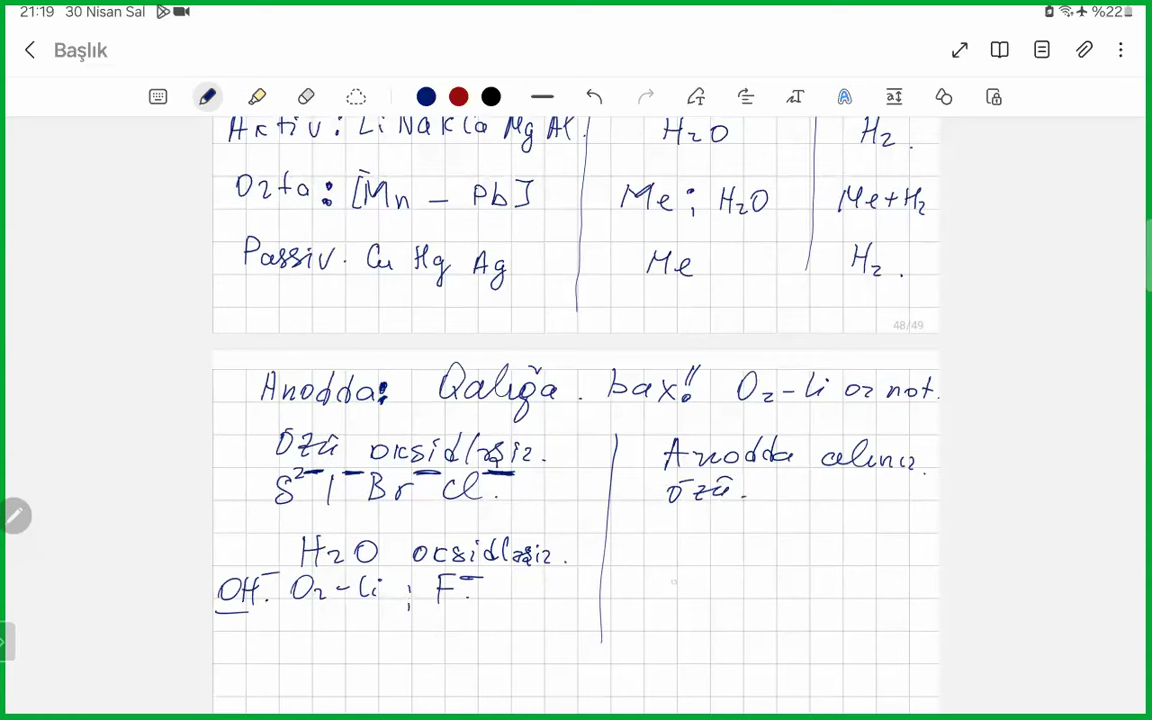 21:19 30 Nisan Sal %22
Başlık
Aktiv: Li Na K Ca Mg Al. H₂O H₂.
Orta: [Mn – Pb] Me; H₂O Me+H₂
Passiv. Cu Hg Ag Me H₂.
48/49
Anodda: Qalığa. bax!! O₂-li or not.
Özü oksidləşir. Anodda alınır.
S²⁻ I⁻ Br⁻ Cl⁻. özü.
H₂O oksidləşir.
OH⁻. O₂-li ; F⁻.